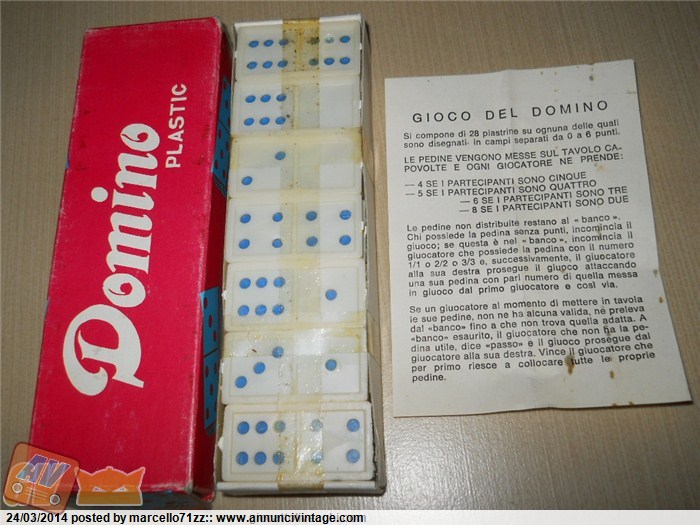 Domino
PLASTIC
GIOCO DEL DOMINO
Si compone di 28 piastrine su ognuna delle quali
sono disegnati in campi separati da 0 a 6 punti.
LE PEDINE VENGONO MESSE SUL TAVOLO CA-
POVOLTE E OGNI GIOCATORE NE PRENDE:
— 4 SE I PARTECIPANTI SONO CINQUE
— 5 SE I PARTECIPANTI SONO QUATTRO
— 6 SE I PARTECIPANTI SONO TRE
— 8 SE I PARTECIPANTI SONO DUE
Le pedine non distribuite restano al « banco ».
Chi possiede la pedina senza punti, incomincia il
gioco; se questa è nel « banco », incomincia il
giuocatore che possiede la pedina con il numero
1/1 o 2/2 o 3/3 e, successivamente, il giuocatore
alla sua destra prosegue il giuoco attaccando
una sua pedina con pari numero di quella messa
in giuoco dal primo giuocatore e così via.
Se un giuocatore al momento di mettere in tavola
le sue pedine, non ne ha alcuna valida, ne preleva
dal «banco» fino a che non trova quella adatta. A
«banco» esaurito, il giuocatore che non ha la pe-
dina utile, dice «passo» e il gioco prosegue dal
giuocatore alla sua destra. Vince il giuocatore che
per primo riesce a collocare tutte le proprie
pedine.
AV
24/03/2014 posted by marcello71zz:: www.annuncivintage.com